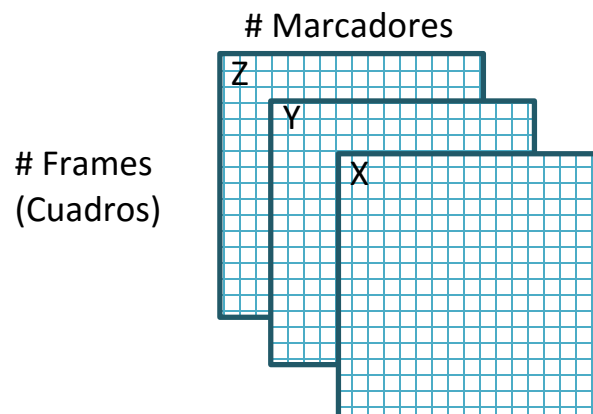 # Marcadores
Z
Y
# Frames
(Cuadros)
X